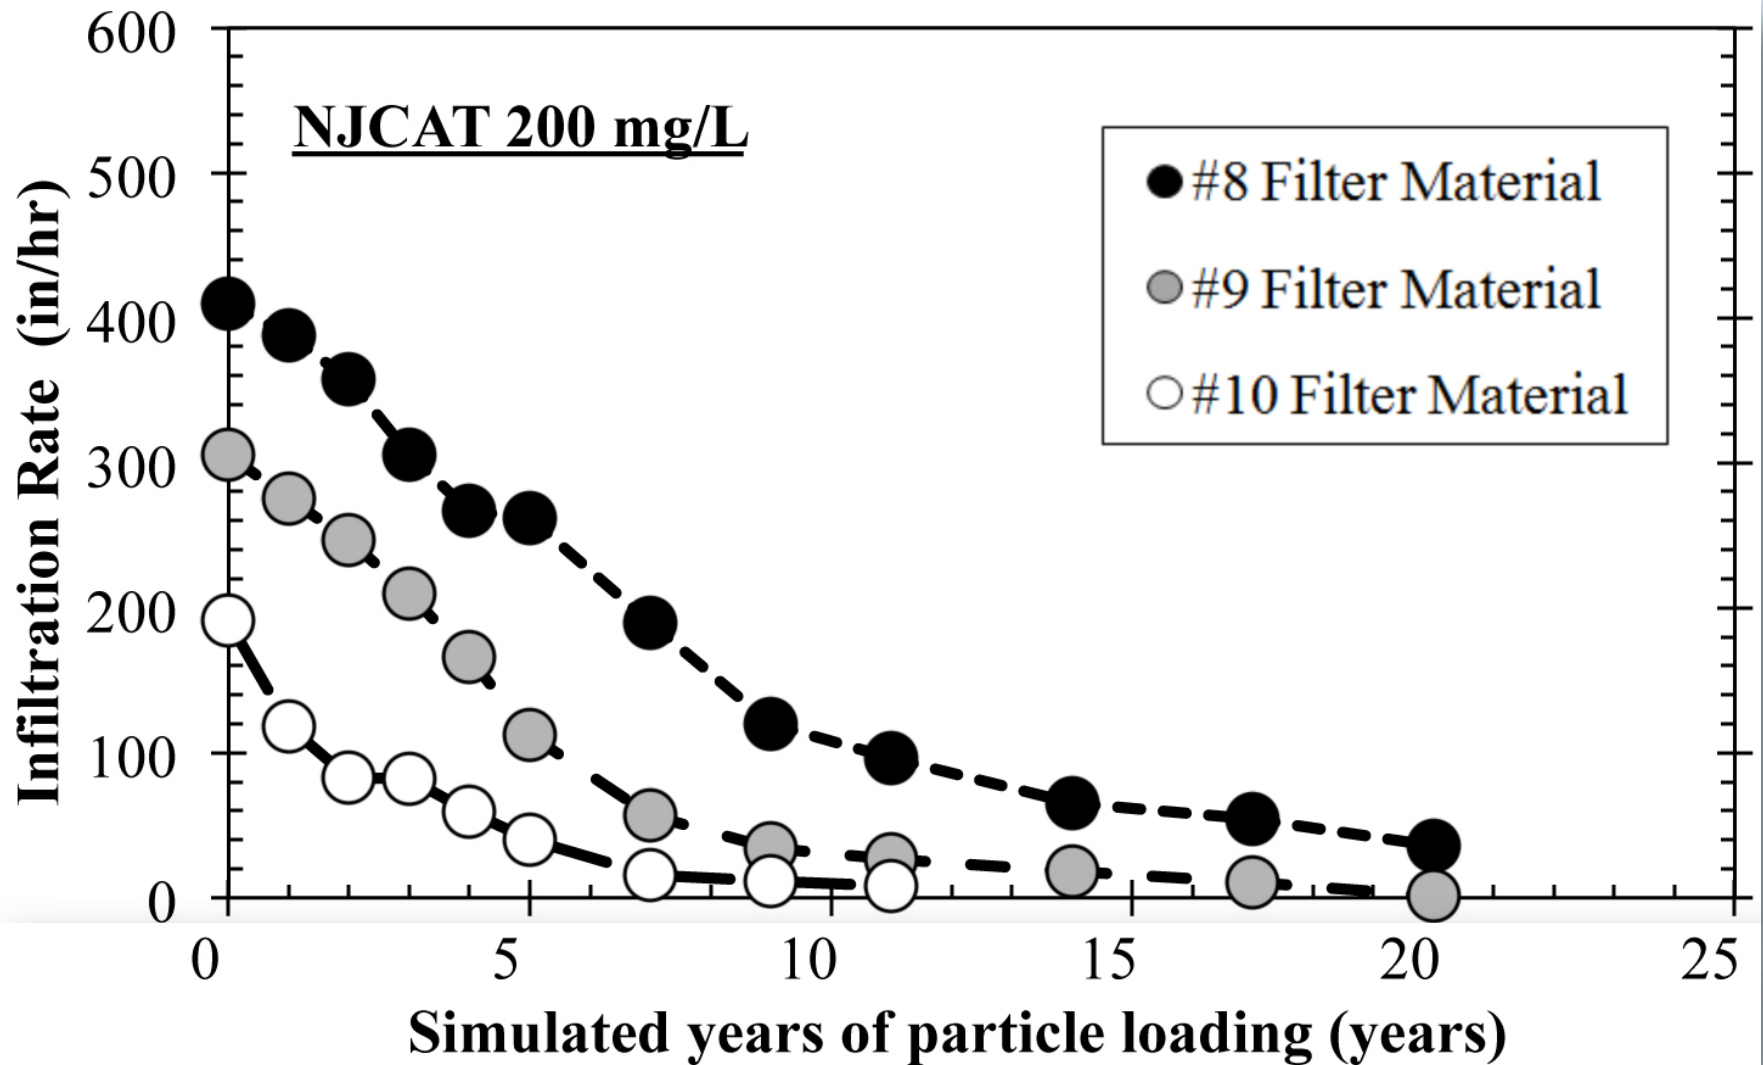 600
500
400
300
200
100
0
Infiltration Rate (in/hr)
NJCAT 200 mg/L
#8 Filter Material
#9 Filter Material
#10 Filter Material
0 5 10 15 20 25
Simulated years of particle loading (years)